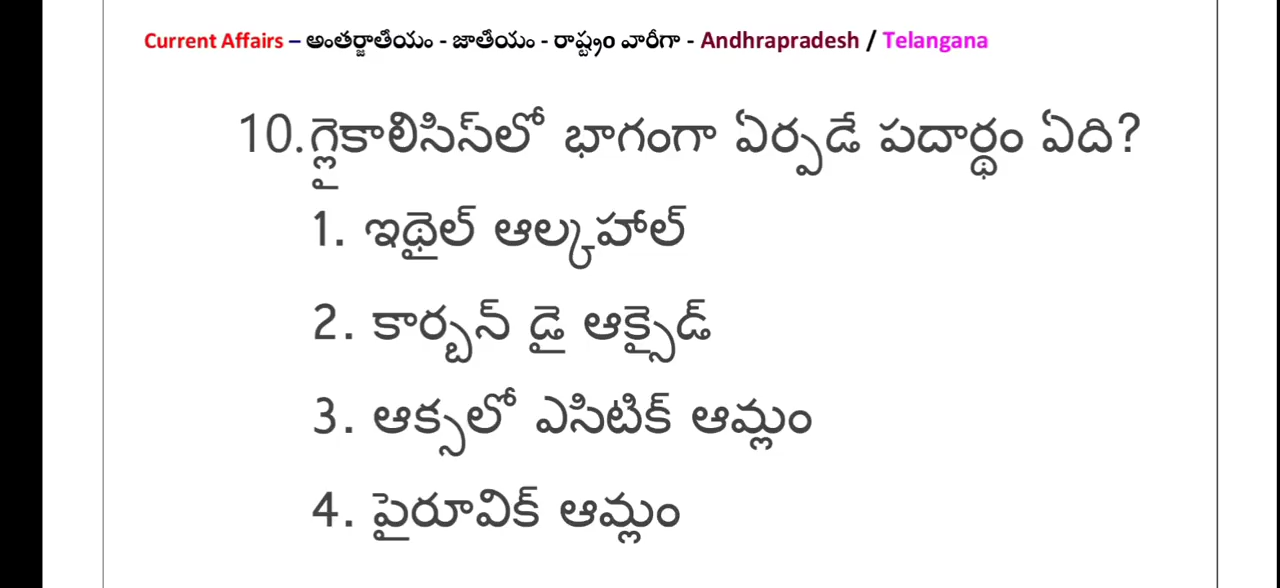 Current Affairs – అంతర్జాతీయం - జాతీయం - రాష్ట్రం వారీగా - Andhrapradesh / Telangana
10.గ్లైకాలిసిస్‌లో భాగంగా ఏర్పడే పదార్థం ఏది?
1. ఇథైల్ ఆల్కహాల్
2. కార్బన్ డై ఆక్సైడ్
3. ఆక్సలో ఎసిటిక్ ఆమ్లం
4. పైరూవిక్ ఆమ్లం